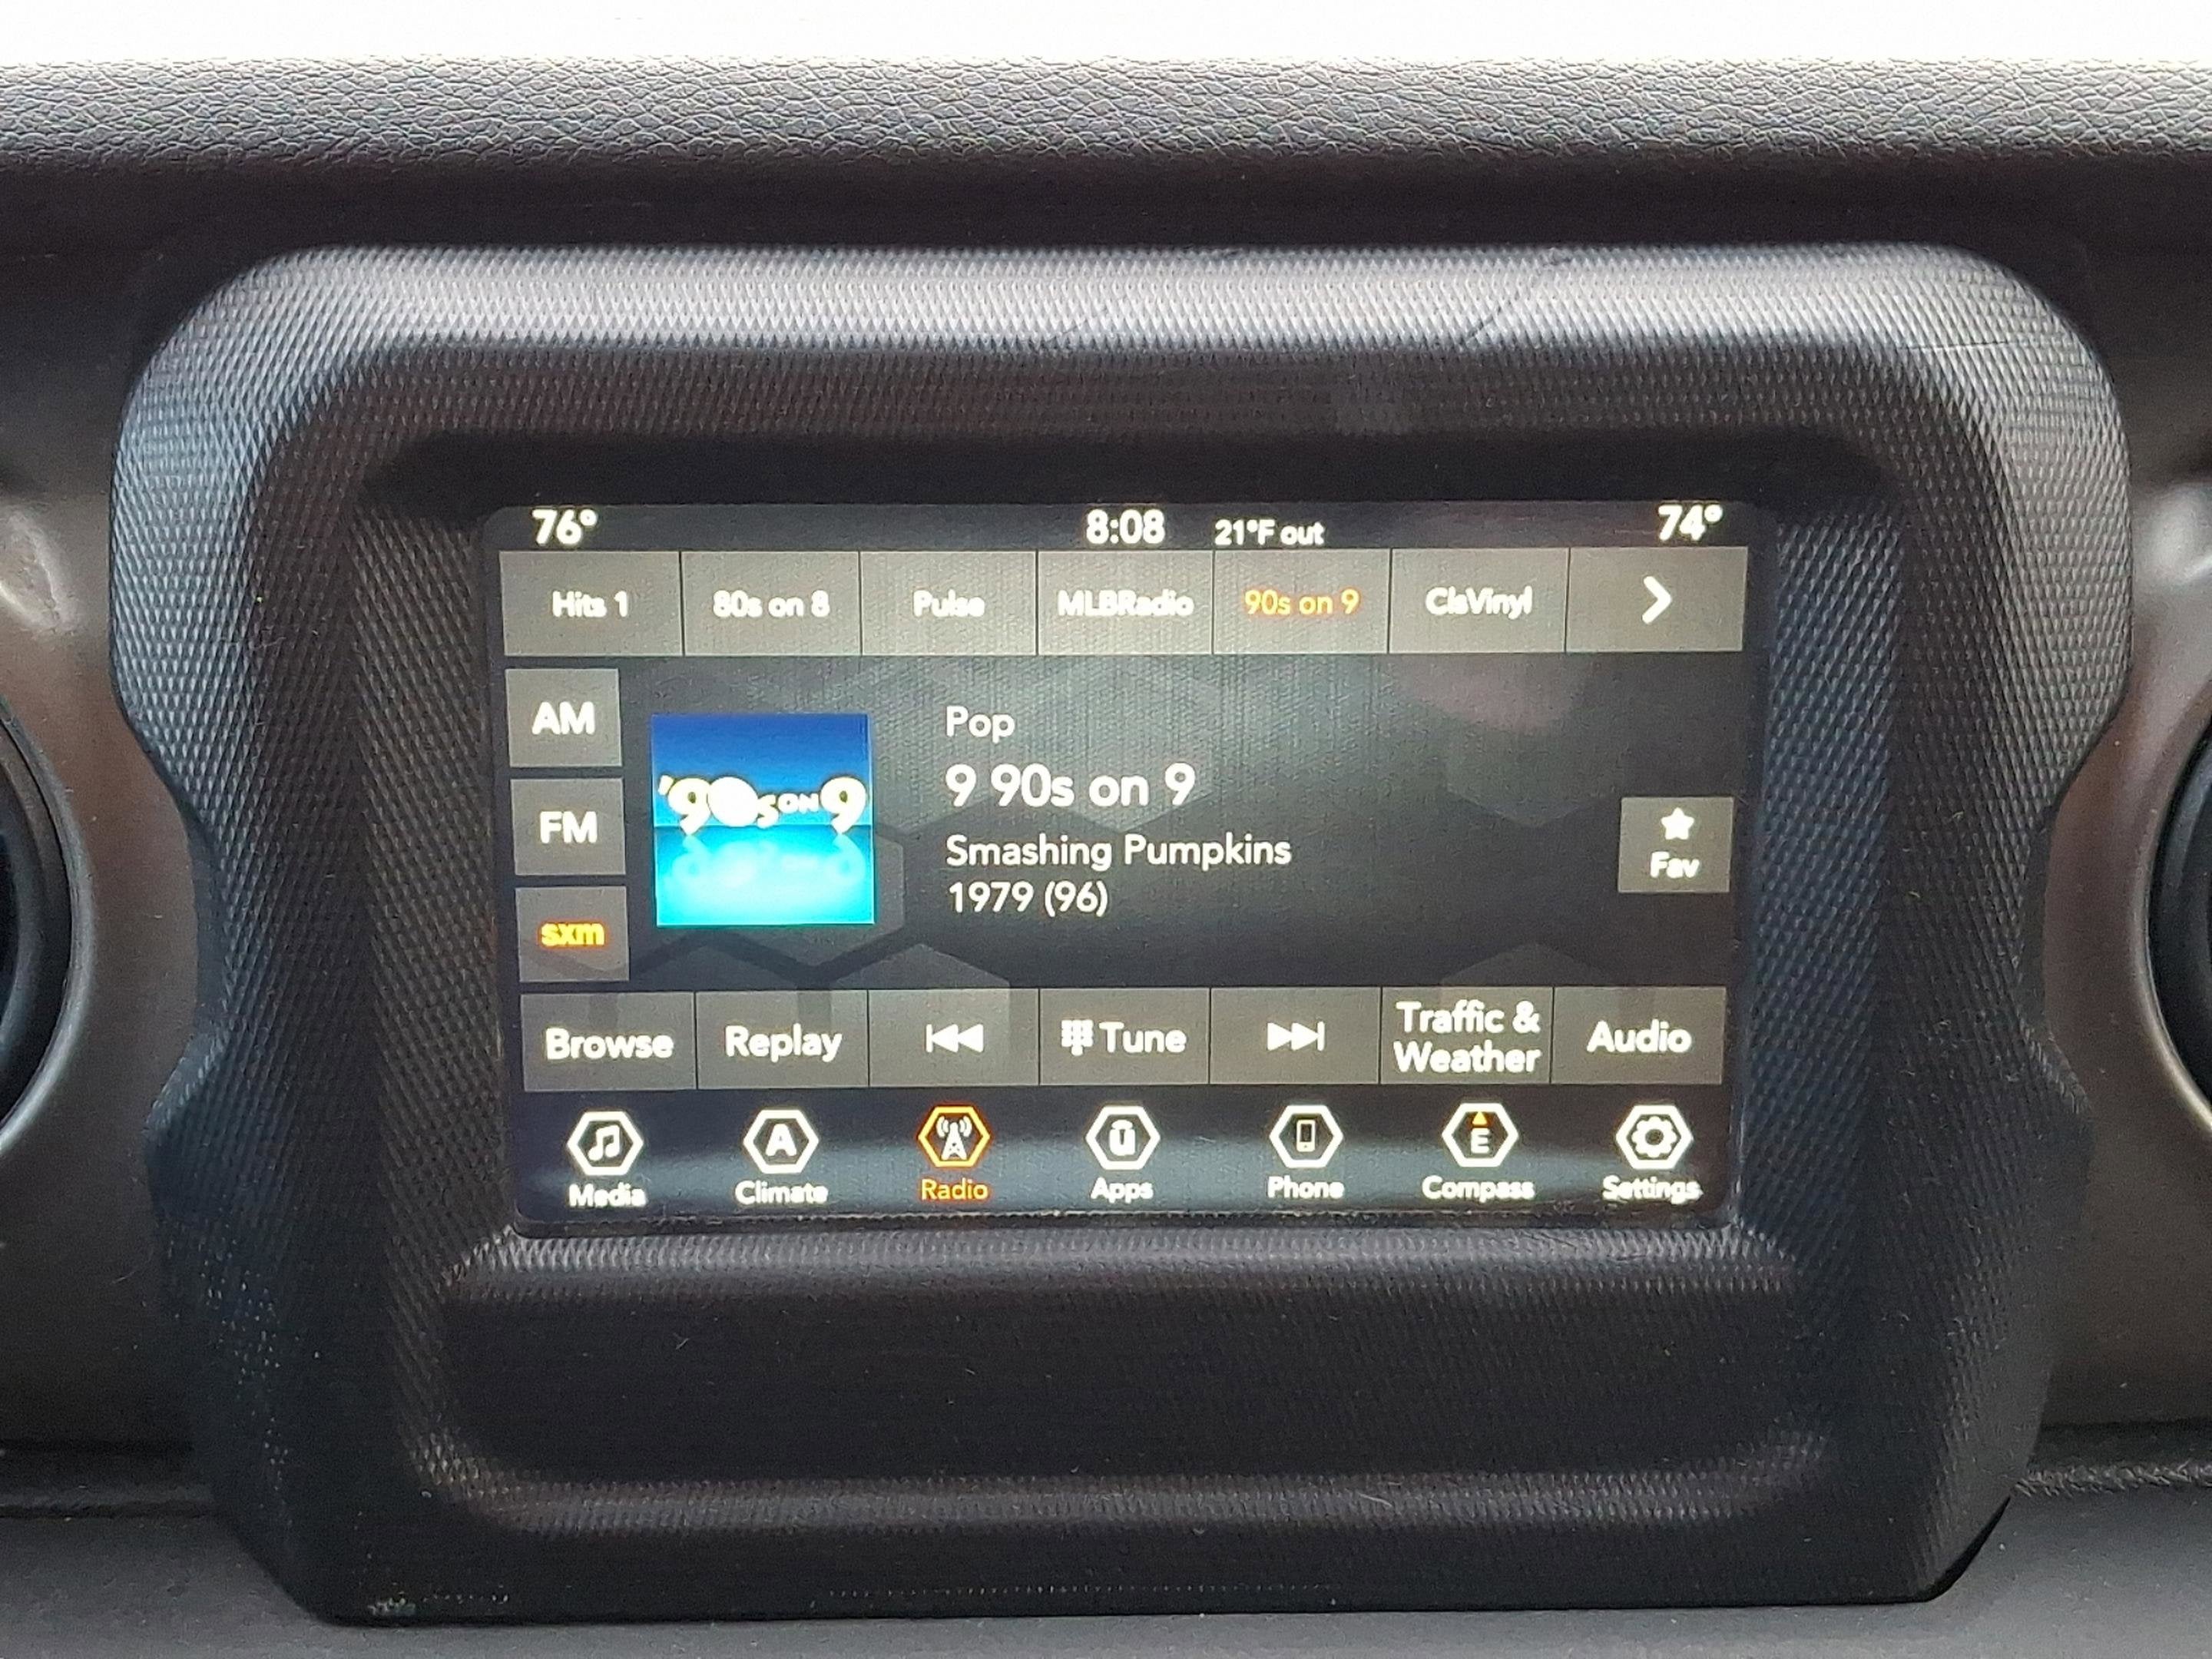 76° 8:08 21°F out 74°
Hits 1 80s on 8 Pulse MLBRadio 90s on 9 ClsVinyl
AM
FM
sxm
'90s ON 9
Pop
9 90s on 9
Smashing Pumpkins
1979 (96)
Fav
Browse Replay Tune Traffic & Weather Audio
A ū E
Media Climate Radio Apps Phone Compass Settings